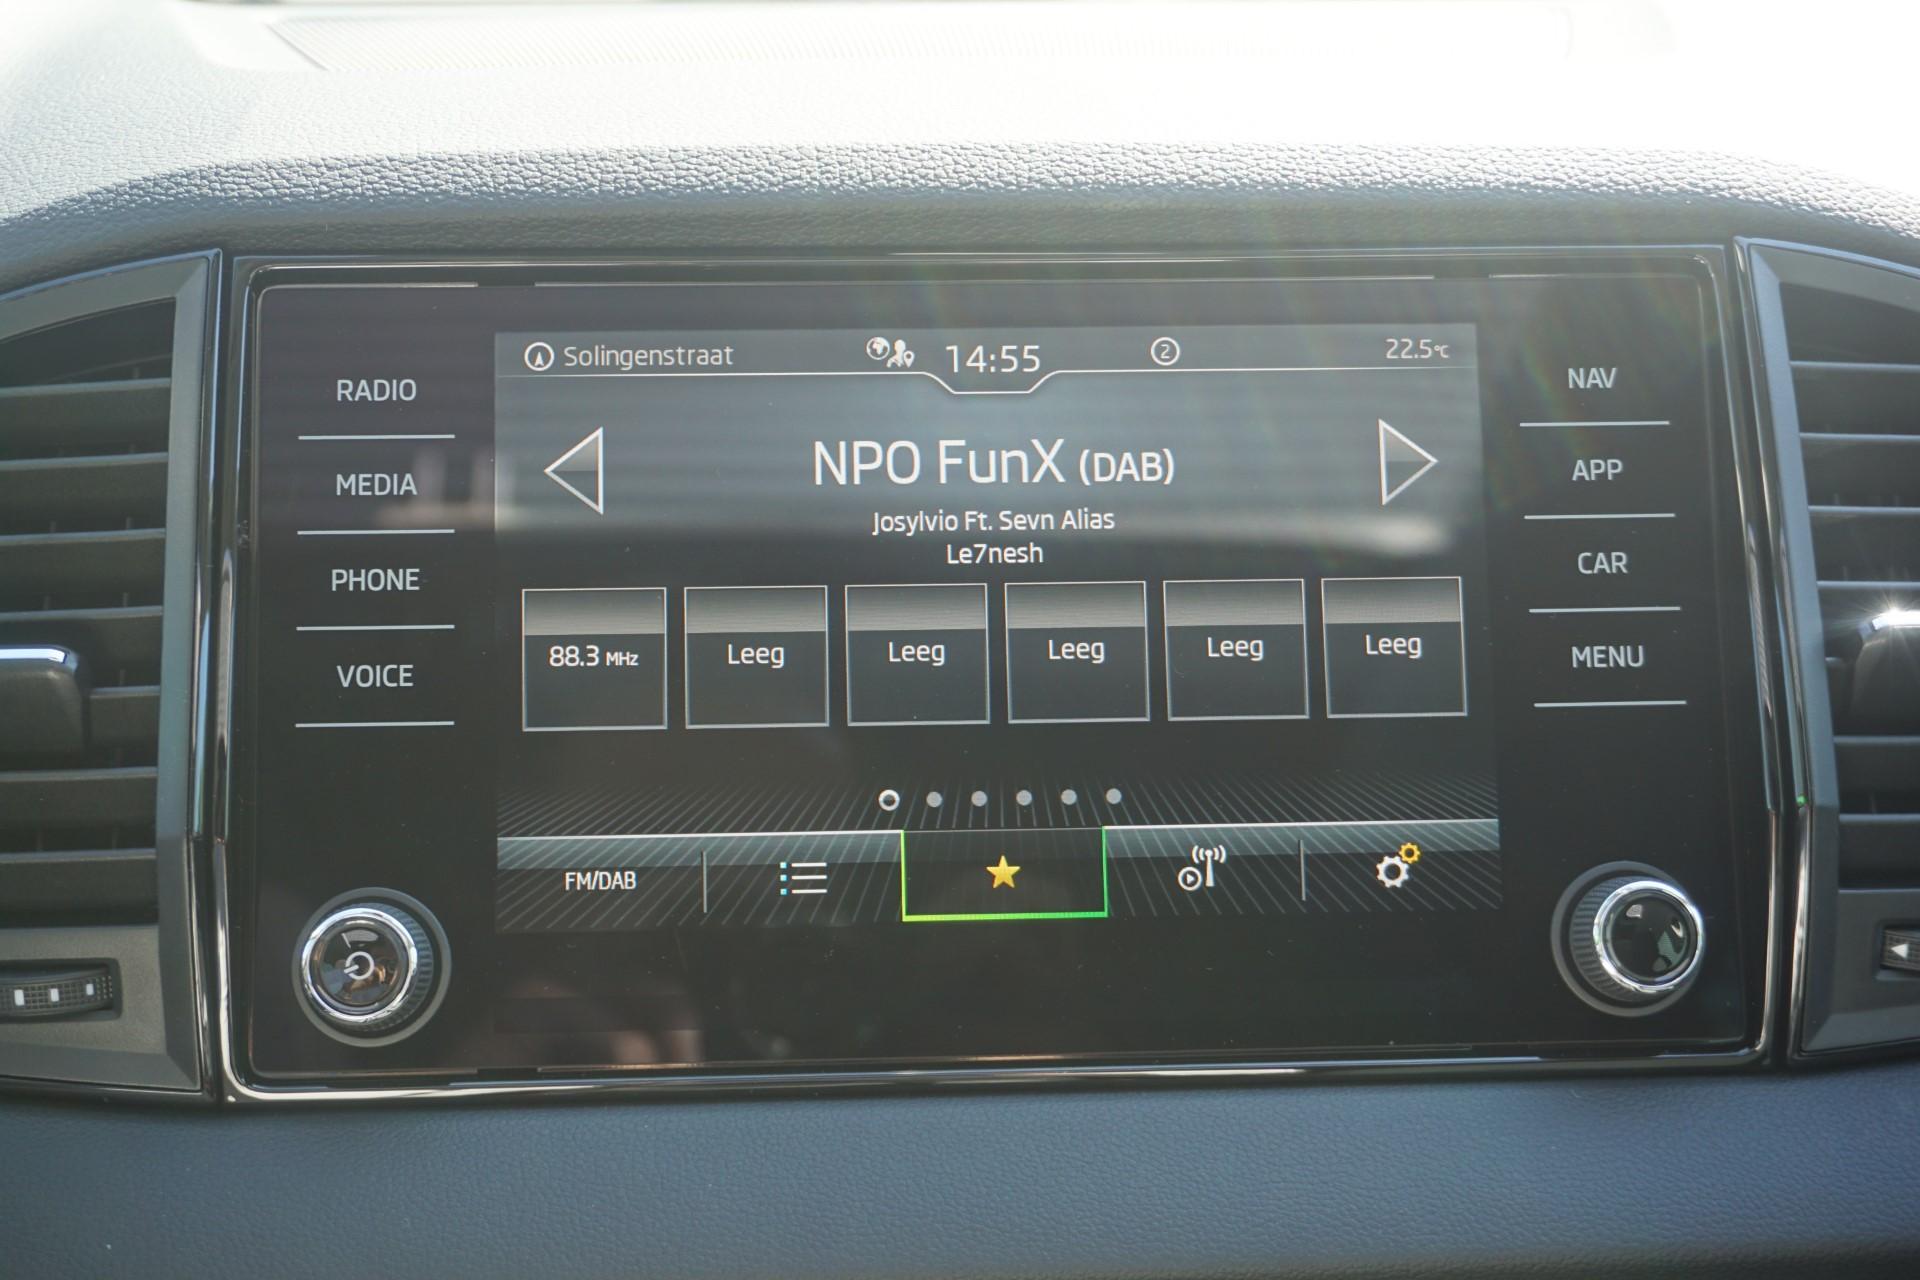 Solingenstraat 14:55 2 22.5°C
RADIO
MEDIA
PHONE
VOICE
NPO FunX (DAB)
Josylvio Ft. Sevn Alias
Le7nesh
88.3 MHz Leeg Leeg Leeg Leeg Leeg
FM/DAB
NAV
APP
CAR
MENU